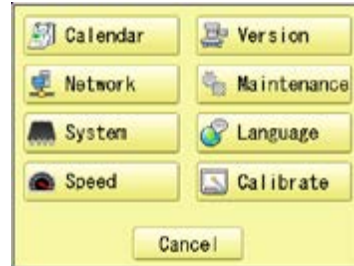 Calendar Version
Network Maintenance
System Language
Speed Calibrate
Cancel